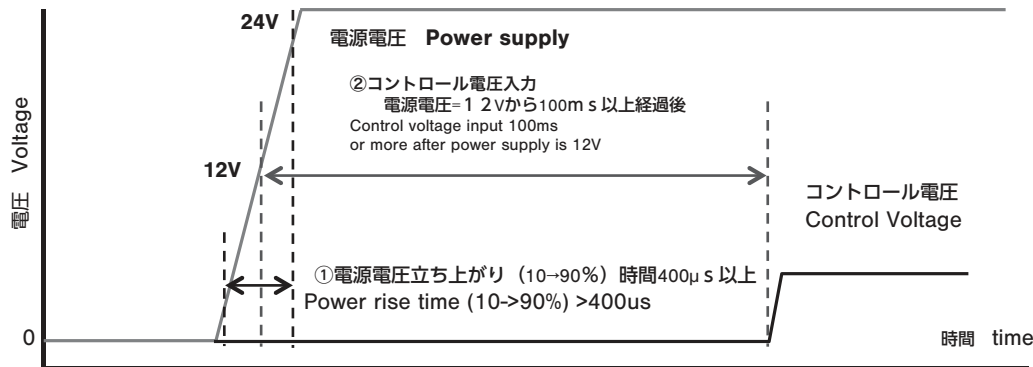 24V
電源電圧 Power supply
②コントロール電圧入力
電源電圧=12Vから100ms以上経過後
Control voltage input 100ms
or more after power supply is 12V
12V
電圧 Voltage
コントロール電圧
Control Voltage
①電源電圧立ち上がり（10→90%）時間400μs以上
Power rise time (10->90%) >400us
0
時間 time